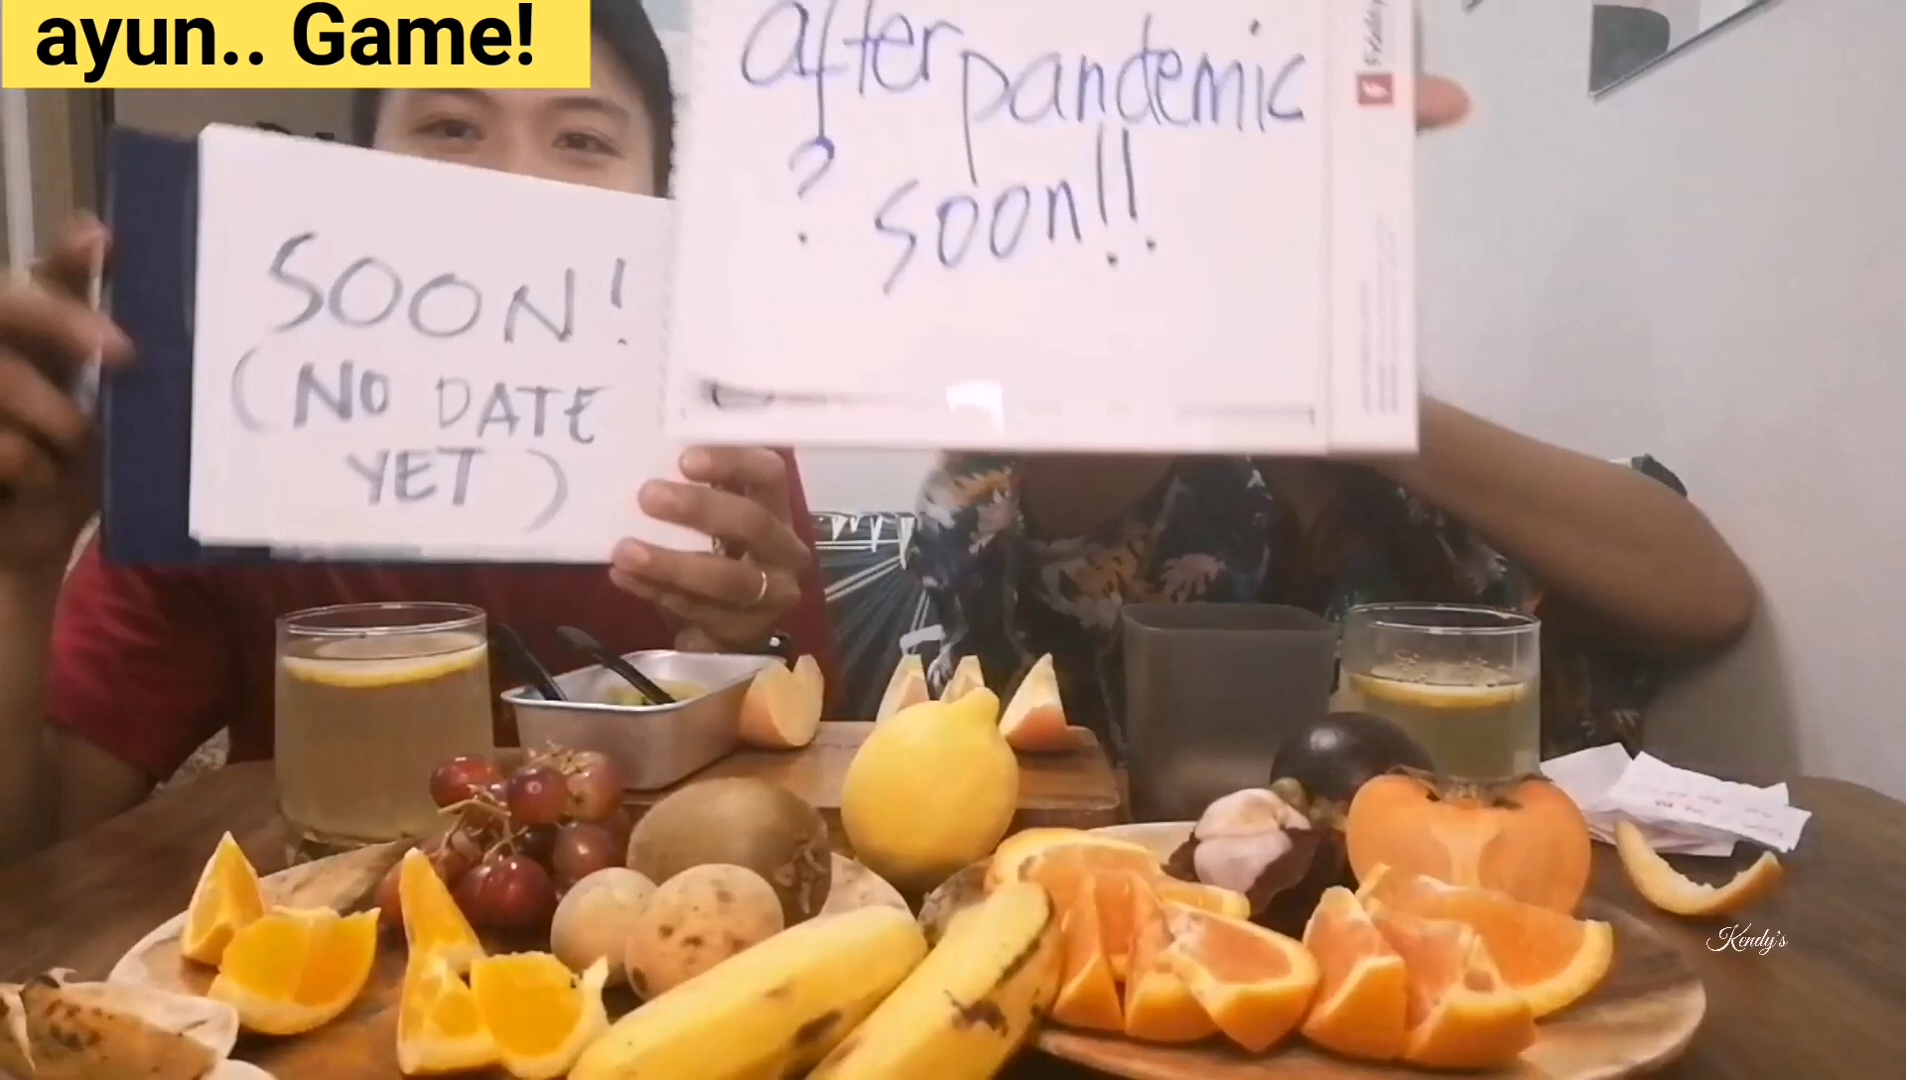 ayun.. Game!
after pandemic
? soon!!
SOON!
(NO DATE
YET)
Kendy's